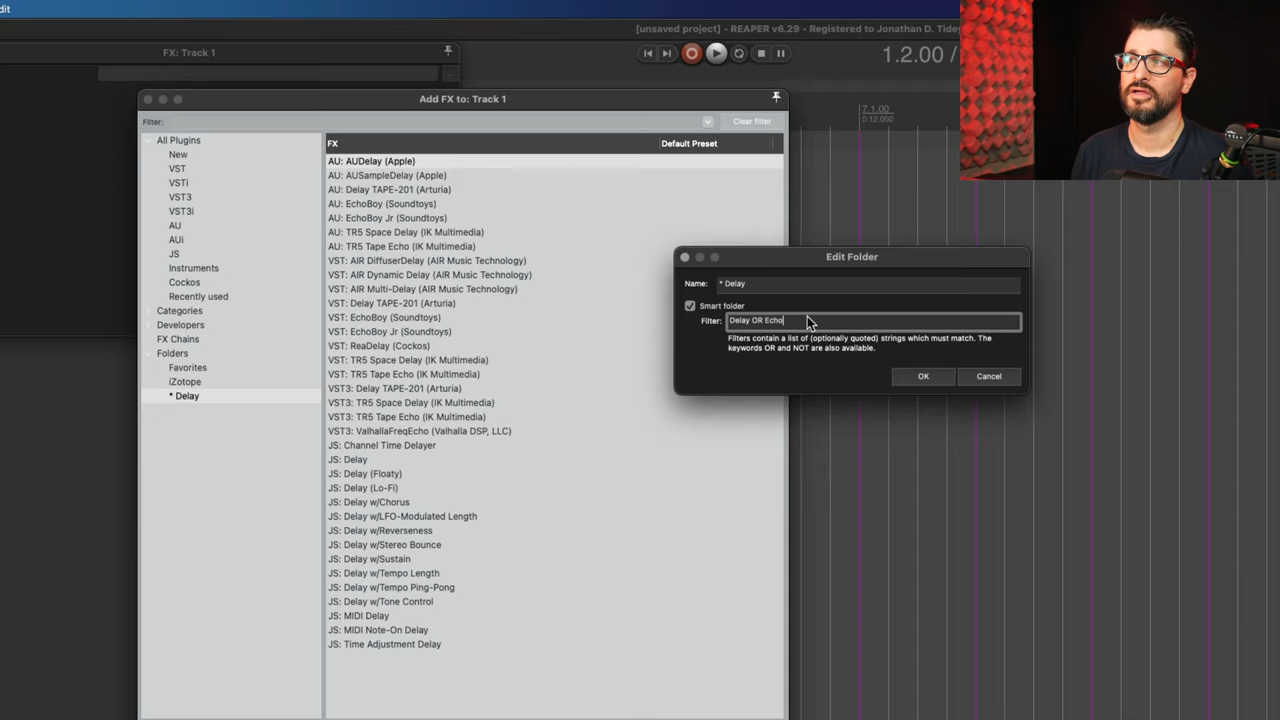 dit
[unsaved project] - REAPER v6.29 - Registered to Jonathan D. Tidey
FX: Track 1
1.2.00 /
7.1.00
0:12.000
Add FX to: Track 1
Filter:
Clear filter
All Plugins
New
VST
VSTi
VST3
VST3i
AU
AUi
JS
Instruments
Cockos
Recently used
Categories
Developers
FX Chains
Folders
Favorites
iZotope
* Delay
FX Default Preset
AU: AUDelay (Apple)
AU: AUSampleDelay (Apple)
AU: Delay TAPE-201 (Arturia)
AU: EchoBoy (Soundtoys)
AU: EchoBoy Jr (Soundtoys)
AU: TR5 Space Delay (IK Multimedia)
AU: TR5 Tape Echo (IK Multimedia)
VST: AIR DiffuserDelay (AIR Music Technology)
VST: AIR Dynamic Delay (AIR Music Technology)
VST: AIR Multi-Delay (AIR Music Technology)
VST: Delay TAPE-201 (Arturia)
VST: EchoBoy (Soundtoys)
VST: EchoBoy Jr (Soundtoys)
VST: ReaDelay (Cockos)
VST: TR5 Space Delay (IK Multimedia)
VST: TR5 Tape Echo (IK Multimedia)
VST3: Delay TAPE-201 (Arturia)
VST3: TR5 Space Delay (IK Multimedia)
VST3: TR5 Tape Echo (IK Multimedia)
VST3: ValhallaFreqEcho (Valhalla DSP, LLC)
JS: Channel Time Delayer
JS: Delay
JS: Delay (Floaty)
JS: Delay (Lo-Fi)
JS: Delay w/Chorus
JS: Delay w/LFO-Modulated Length
JS: Delay w/Reverseness
JS: Delay w/Stereo Bounce
JS: Delay w/Sustain
JS: Delay w/Tempo Length
JS: Delay w/Tempo Ping-Pong
JS: Delay w/Tone Control
JS: MIDI Delay
JS: MIDI Note-On Delay
JS: Time Adjustment Delay
Edit Folder
Name: * Delay
Smart folder
Filter: Delay OR Echo
Filters contain a list of (optionally quoted) strings which must match. The
keywords OR and NOT are also available.
OK Cancel